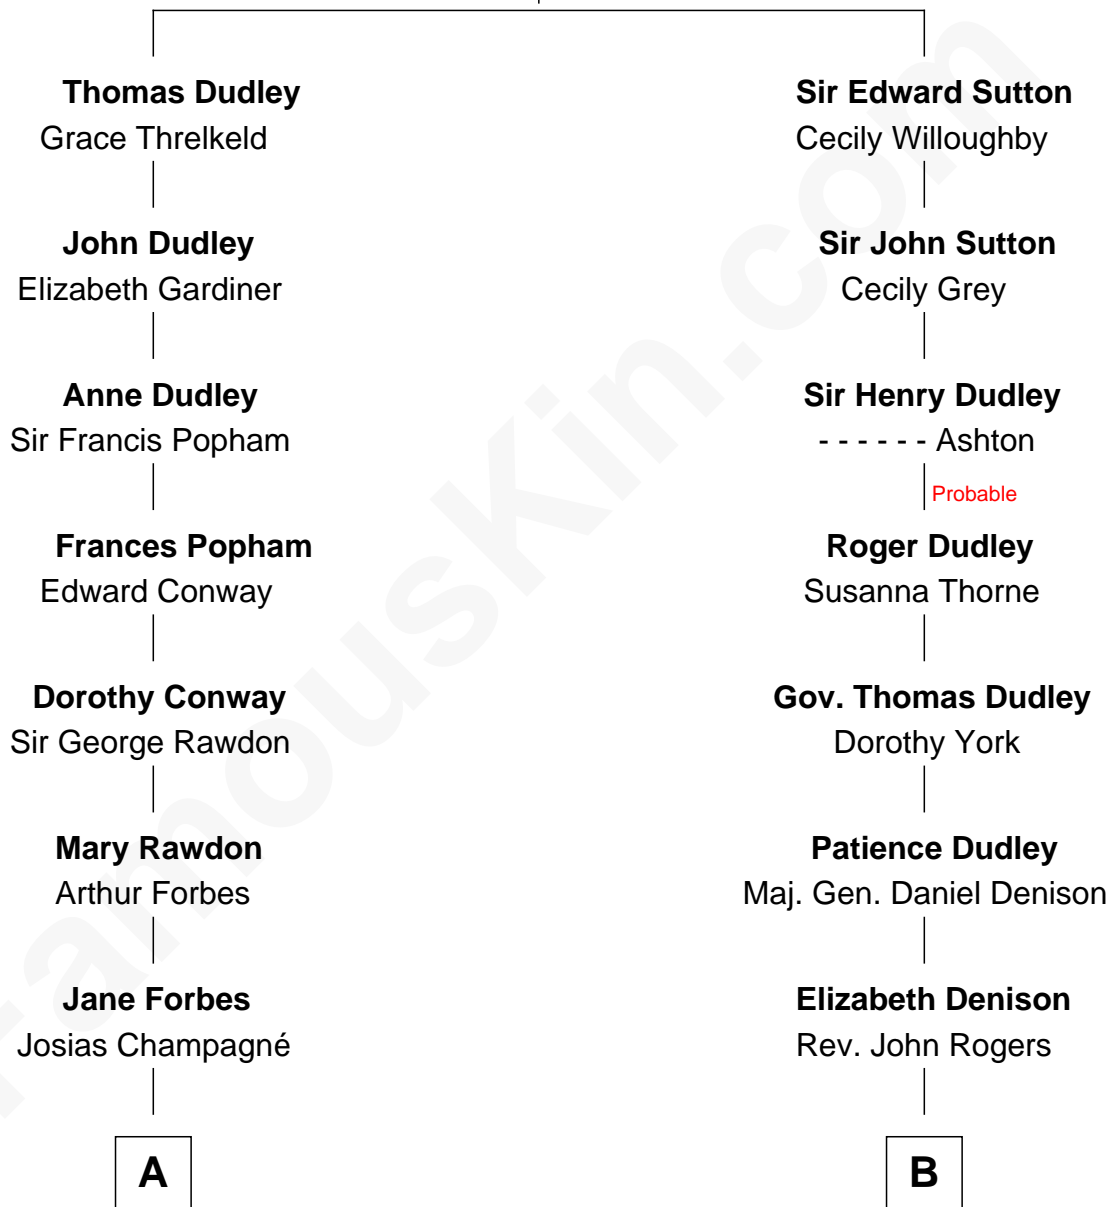 Thomas Dudley
Grace Threlkeld
John Dudley
Elizabeth Gardiner
Anne Dudley
Sir Francis Popham
Frances Popham
Edward Conway
Dorothy Conway
Sir George Rawdon
Mary Rawdon
Arthur Forbes
Jane Forbes
Josias Champagné
A
Sir Edward Sutton
Cecily Willoughby
Sir John Sutton
Cecily Grey
Sir Henry Dudley
- - - - - - Ashton
Probable
Roger Dudley
Susanna Thorne
Gov. Thomas Dudley
Dorothy York
Patience Dudley
Maj. Gen. Daniel Denison
Elizabeth Denison
Rev. John Rogers
B
FamousKin.com